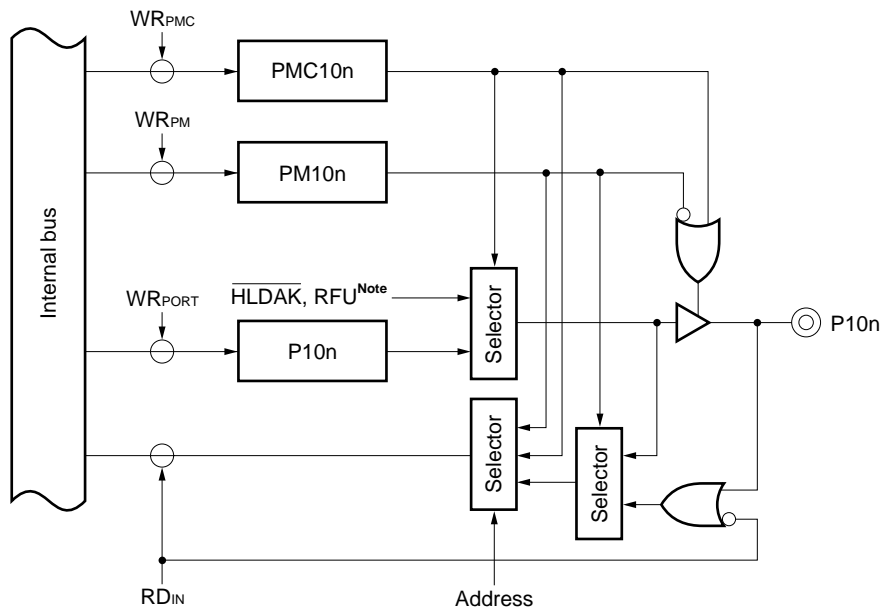 WRPMC
PMC10n
WRPM
PM10n
Internal bus
WRPORT
HLDAK, RFUNote
P10n
Selector
P10n
Selector
Selector
RDIN
Address